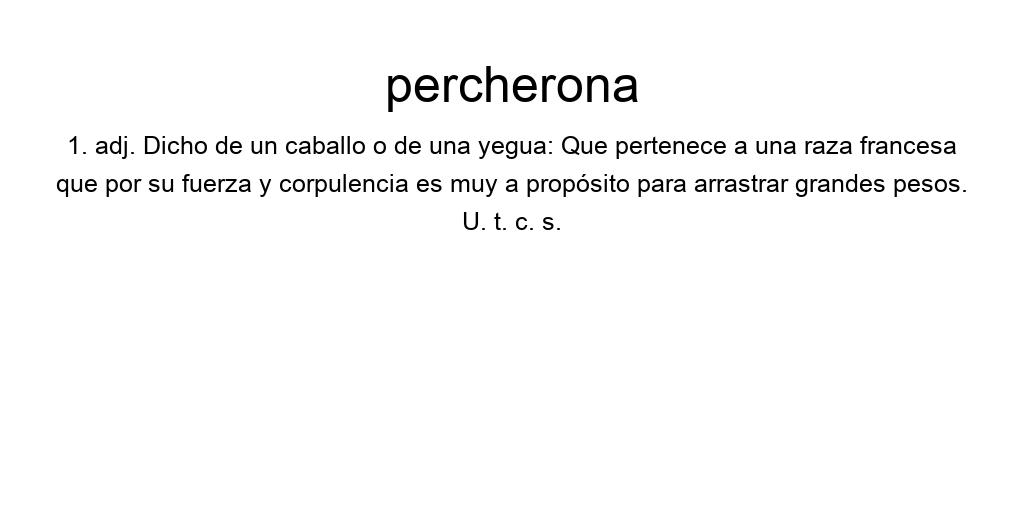 percherona
1. adj. Dicho de un caballo o de una yegua: Que pertenece a una raza francesa
que por su fuerza y corpulencia es muy a propósito para arrastrar grandes pesos.
U. t. c. s.